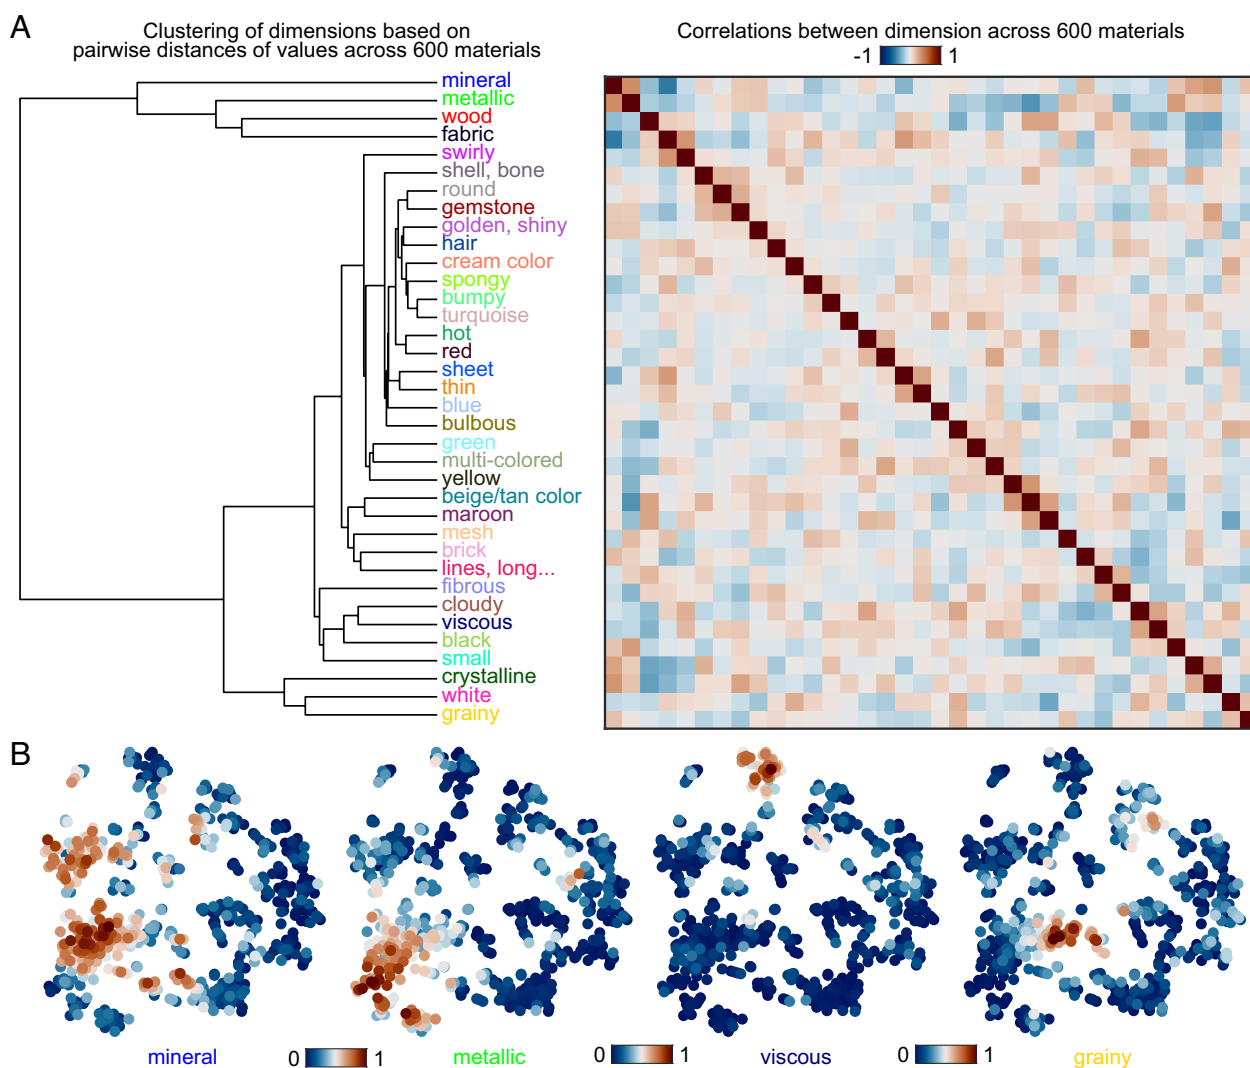 A
Clustering of dimensions based on
pairwise distances of values across 600 materials
Correlations between dimension across 600 materials
-1 1
mineral
metallic
wood
fabric
swirly
shell, bone
round
gemstone
golden, shiny
hair
cream color
spongy
bumpy
turquoise
hot
red
sheet
thin
blue
bulbous
green
multi-colored
yellow
beige/tan color
maroon
mesh
brick
lines, long...
fibrous
cloudy
viscous
black
small
crystalline
white
grainy
B
mineral 0 1 metallic 0 1 viscous 0 1 grainy